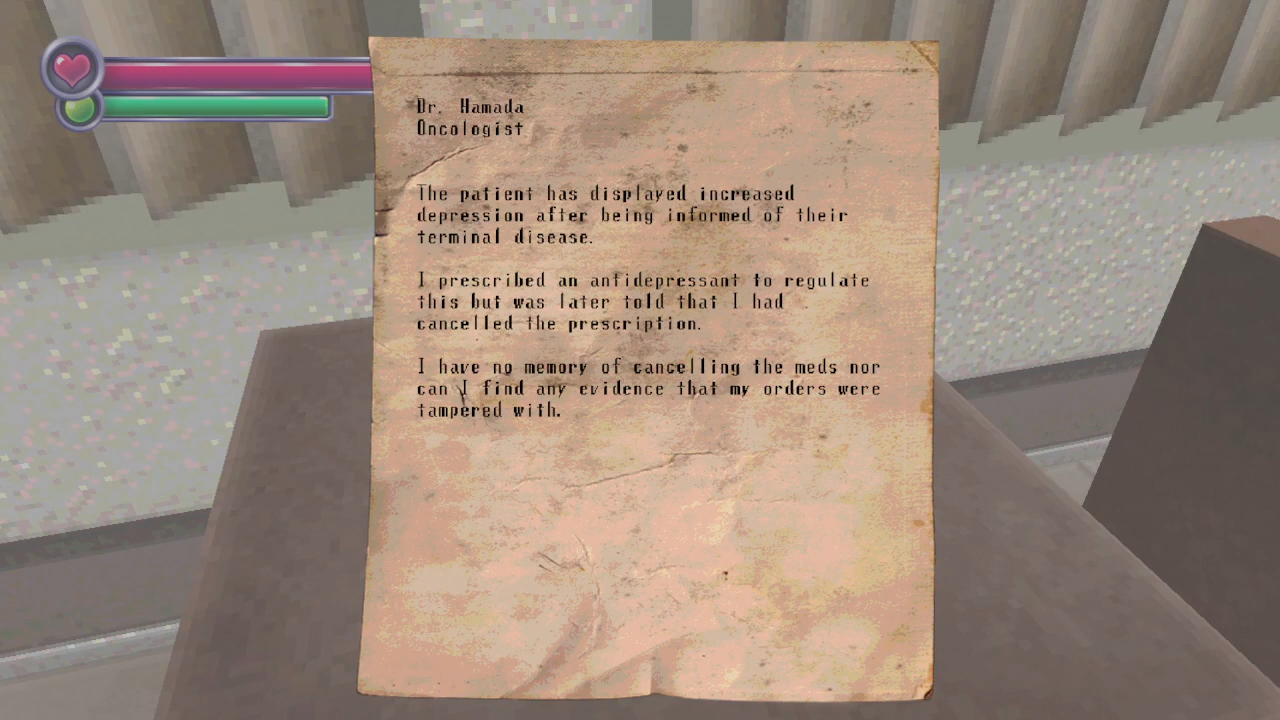 Dr. Hamada
Oncologist
The patient has displayed increased
depression after being informed of their
terminal disease.
I prescribed an antidepressant to regulate
this but was later told that I had
cancelled the prescription.
I have no memory of cancelling the meds nor
can I find any evidence that my orders were
tampered with.